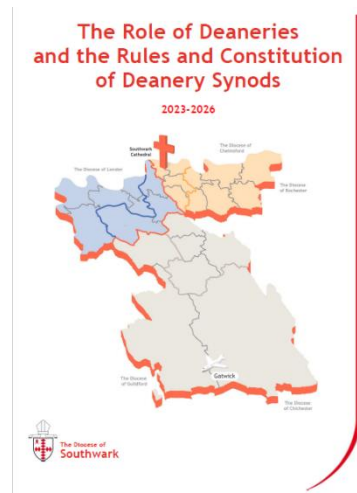 The Role of Deaneries
and the Rules and Constitution
of Deanery Synods
2023-2026
Southwark
Cathedral
The Diocese of
Chelmsford
The Diocese of London
The Diocese
of Rochester
Gatwick
The Diocese
of Guildford
The Diocese
of Chichester
The Diocese of
Southwark